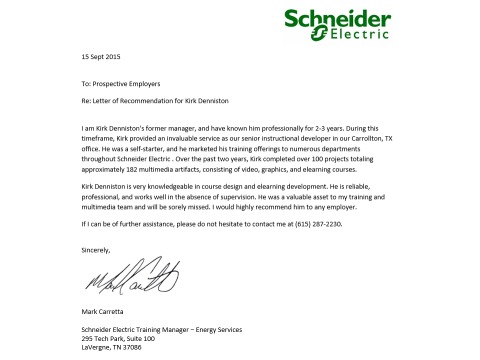 Schneider
Electric
15 Sept 2015
To: Prospective Employers
Re: Letter of Recommendation for Kirk Denniston
I am Kirk Denniston's former manager, and have known him professionally for 2-3 years. During this
timeframe, Kirk provided an invaluable service as our senior instructional developer in our Carrollton, TX
office. He was a self-starter, and he marketed his training offerings to numerous departments
throughout Schneider Electric . Over the past two years, Kirk completed over 100 projects totaling
approximately 182 multimedia artifacts, consisting of video, graphics, and elearning courses.
Kirk Denniston is very knowledgeable in course design and elearning development. He is reliable,
professional, and works well in the absence of supervision. He was a valuable asset to my training and
multimedia team and will be sorely missed. I would highly recommend him to any employer.
If I can be of further assistance, please do not hesitate to contact me at (615) 287-2230.
Sincerely,
Mark Carretta
Mark Carretta
Schneider Electric Training Manager – Energy Services
295 Tech Park, Suite 100
LaVergne, TN 37086